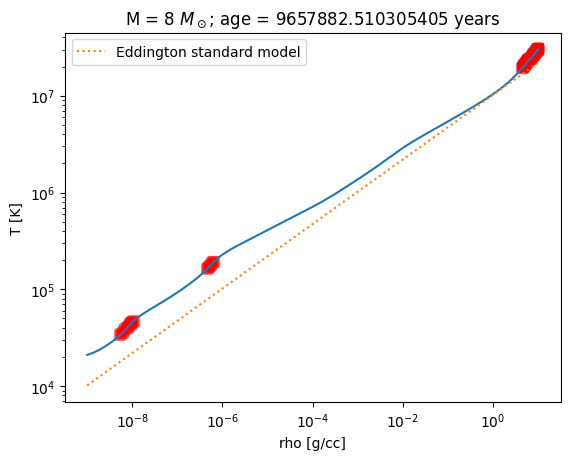 M = 8 M⊙; age = 9657882.510305405 years
Eddington standard model
T [K]
10⁷
10⁶
10⁵
10⁴
10⁻⁸
10⁻⁶
10⁻⁴
10⁻²
10⁰
rho [g/cc]